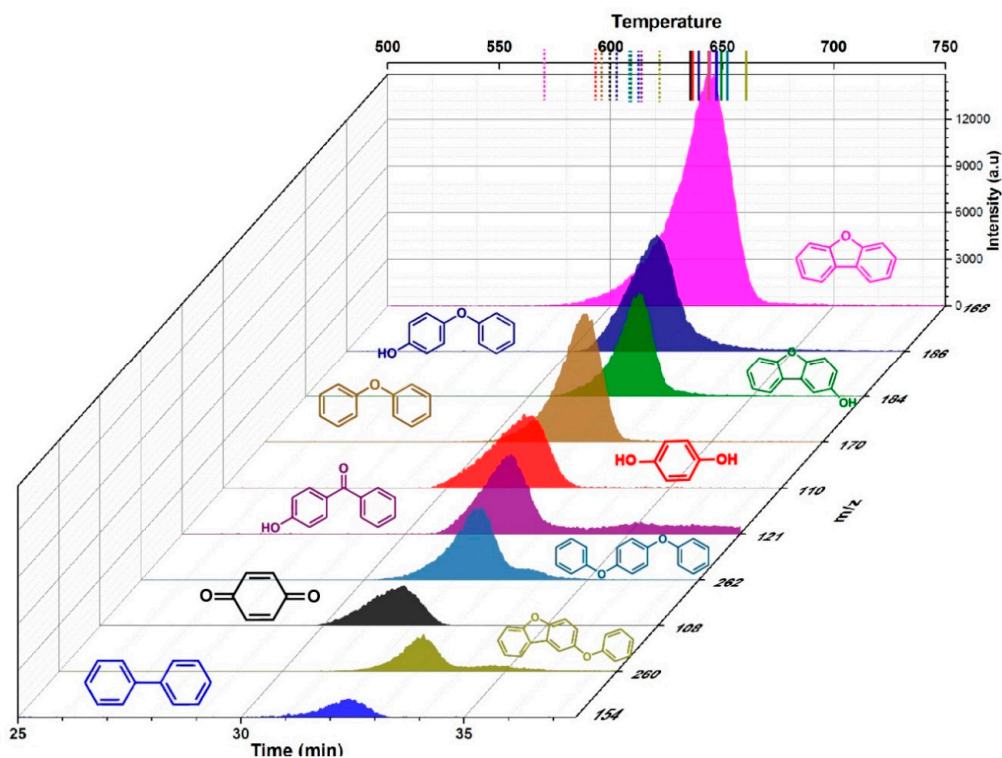 Temperature
500 550 600 650 700 750
12000
9000
6000
3000
0
Intensity (a.u)
O
168
HO O
186
O
OH
184
O
170
HO OH
110
O
HO
121
m/z
O
O
262
O O
108
O
O
260
154
25 30 35
Time (min)